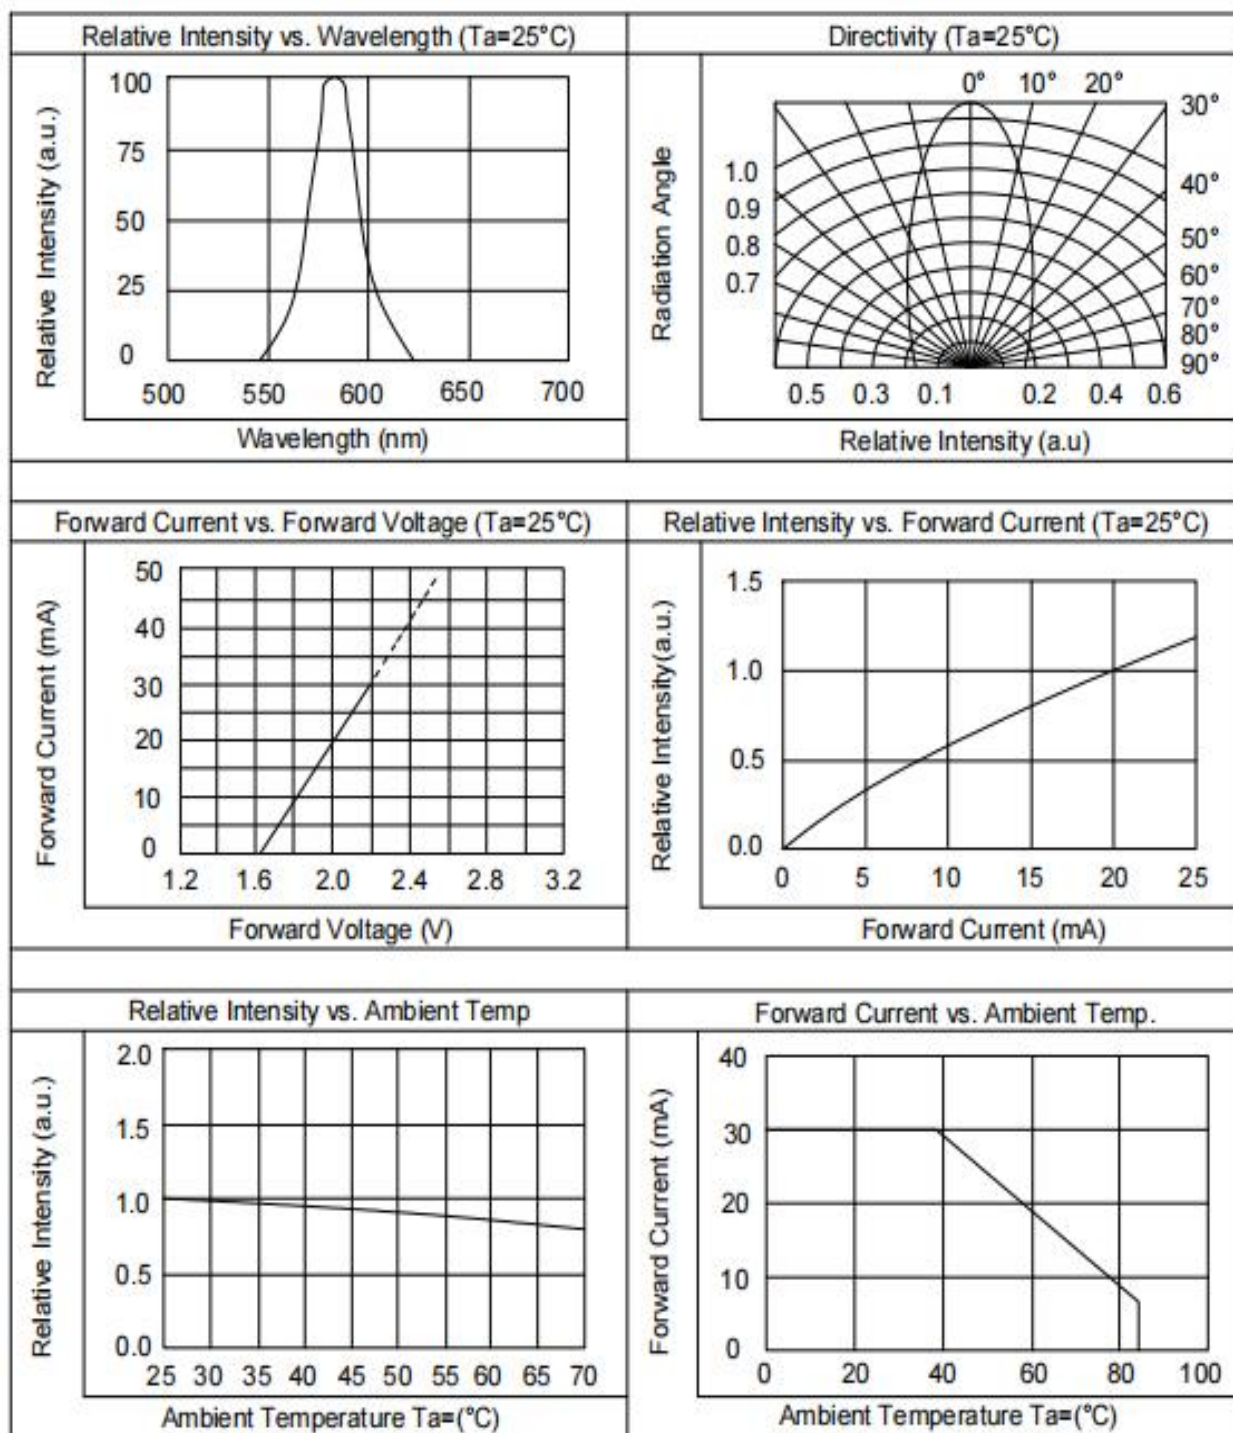 Relative Intensity vs. Wavelength (Ta=25°C)
Relative Intensity (a.u.)
100
75
50
25
0
500 550 600 650 700
Wavelength (nm)
Directivity (Ta=25°C)
Radiation Angle
0° 10° 20°
30°
40°
50°
60°
70°
80°
90°
1.0
0.9
0.8
0.7
0.5 0.3 0.1 0.2 0.4 0.6
Relative Intensity (a.u)
Forward Current vs. Forward Voltage (Ta=25°C)
Forward Current (mA)
50
40
30
20
10
0
1.2 1.6 2.0 2.4 2.8 3.2
Forward Voltage (V)
Relative Intensity vs. Forward Current (Ta=25°C)
Relative Intensity(a.u.)
1.5
1.0
0.5
0.0
0 5 10 15 20 25
Forward Current (mA)
Relative Intensity vs. Ambient Temp
Relative Intensity (a.u.)
2.0
1.5
1.0
0.5
0.0
25 30 35 40 45 50 55 60 65 70
Ambient Temperature Ta=(°C)
Forward Current vs. Ambient Temp.
Forward Current (mA)
40
30
20
10
0
0 20 40 60 80 100
Ambient Temperature Ta=(°C)